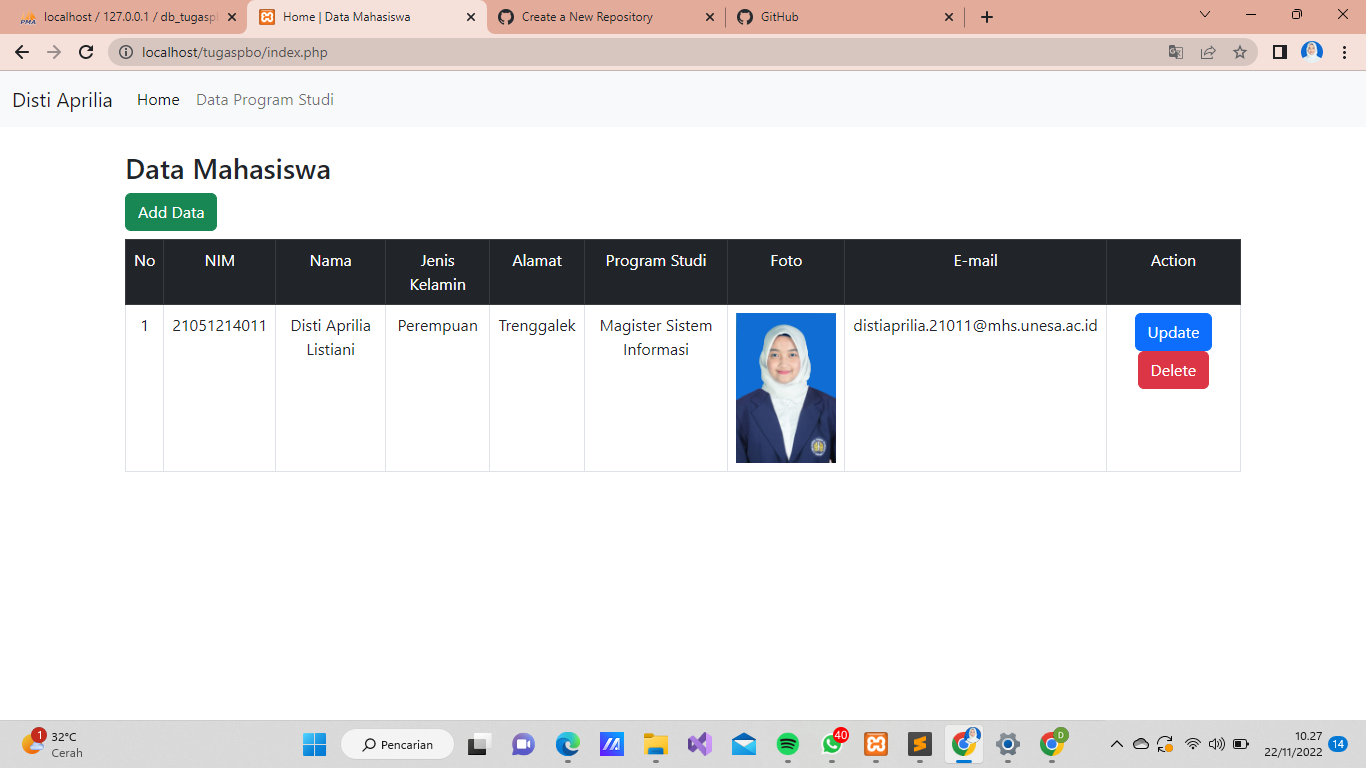 localhost / 127.0.0.1 / db_tugasp
Home | Data Mahasiswa
Create a New Repository
GitHub
localhost/tugaspbo/index.php
Disti Aprilia Home Data Program Studi
Data Mahasiswa
Add Data
No NIM Nama Jenis Kelamin Alamat Program Studi Foto E-mail Action
1 21051214011 Disti Aprilia Listiani Perempuan Trenggalek Magister Sistem Informasi distiaprilia.21011@mhs.unesa.ac.id Update
Delete
1
32°C
Cerah
Pencarian
40
D
10.27
22/11/2022
14